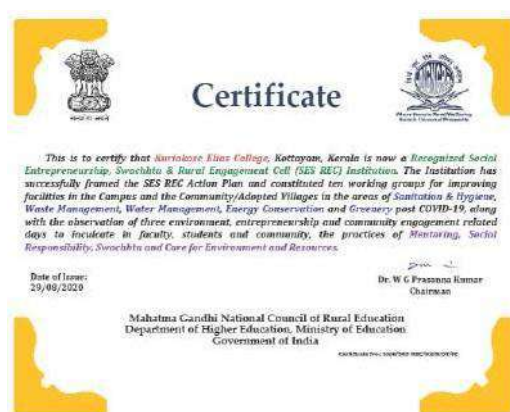 Certificate
This is to certify that Kuriakose Elias College, Kottayam, Kerala is now a Recognized Social
Entrepreneurship, Swachhta & Rural Engagement Cell (SES REC) Institution. The Institution has
successfully framed the SES REC Action Plan and constituted ten working groups for improving
facilities in the Campus and the Community/Adopted Villages in the areas of Sanitation & Hygiene,
Waste Management, Water Management, Energy Conservation and Greenery post COVID-19, along
with the observation of three environment, entrepreneurship and community engagement related
days to inculcate in faculty, students and community, the practices of Mentoring, Social
Responsibility, Swachhta and Care for Environment and Resources.
Date of Issue:
29/08/2020
Dr. W G Prasanna Kumar
Chairman
Mahatma Gandhi National Council of Rural Education
Department of Higher Education, Ministry of Education
Government of India